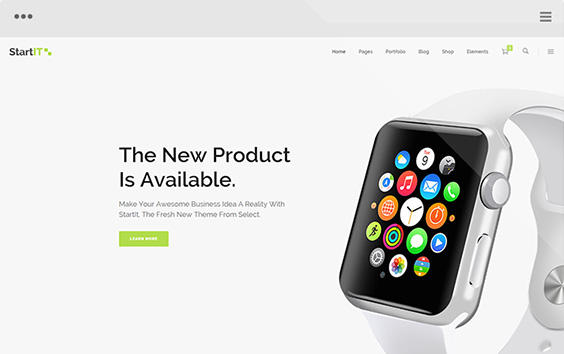 StartIT
Home Pages Portfolio Blog Shop Elements
The New Product
Is Available.
Make Your Awesome Business Idea A Reality With
StartIt, The Fresh New Theme From Select.
LEARN MORE
Tue
9